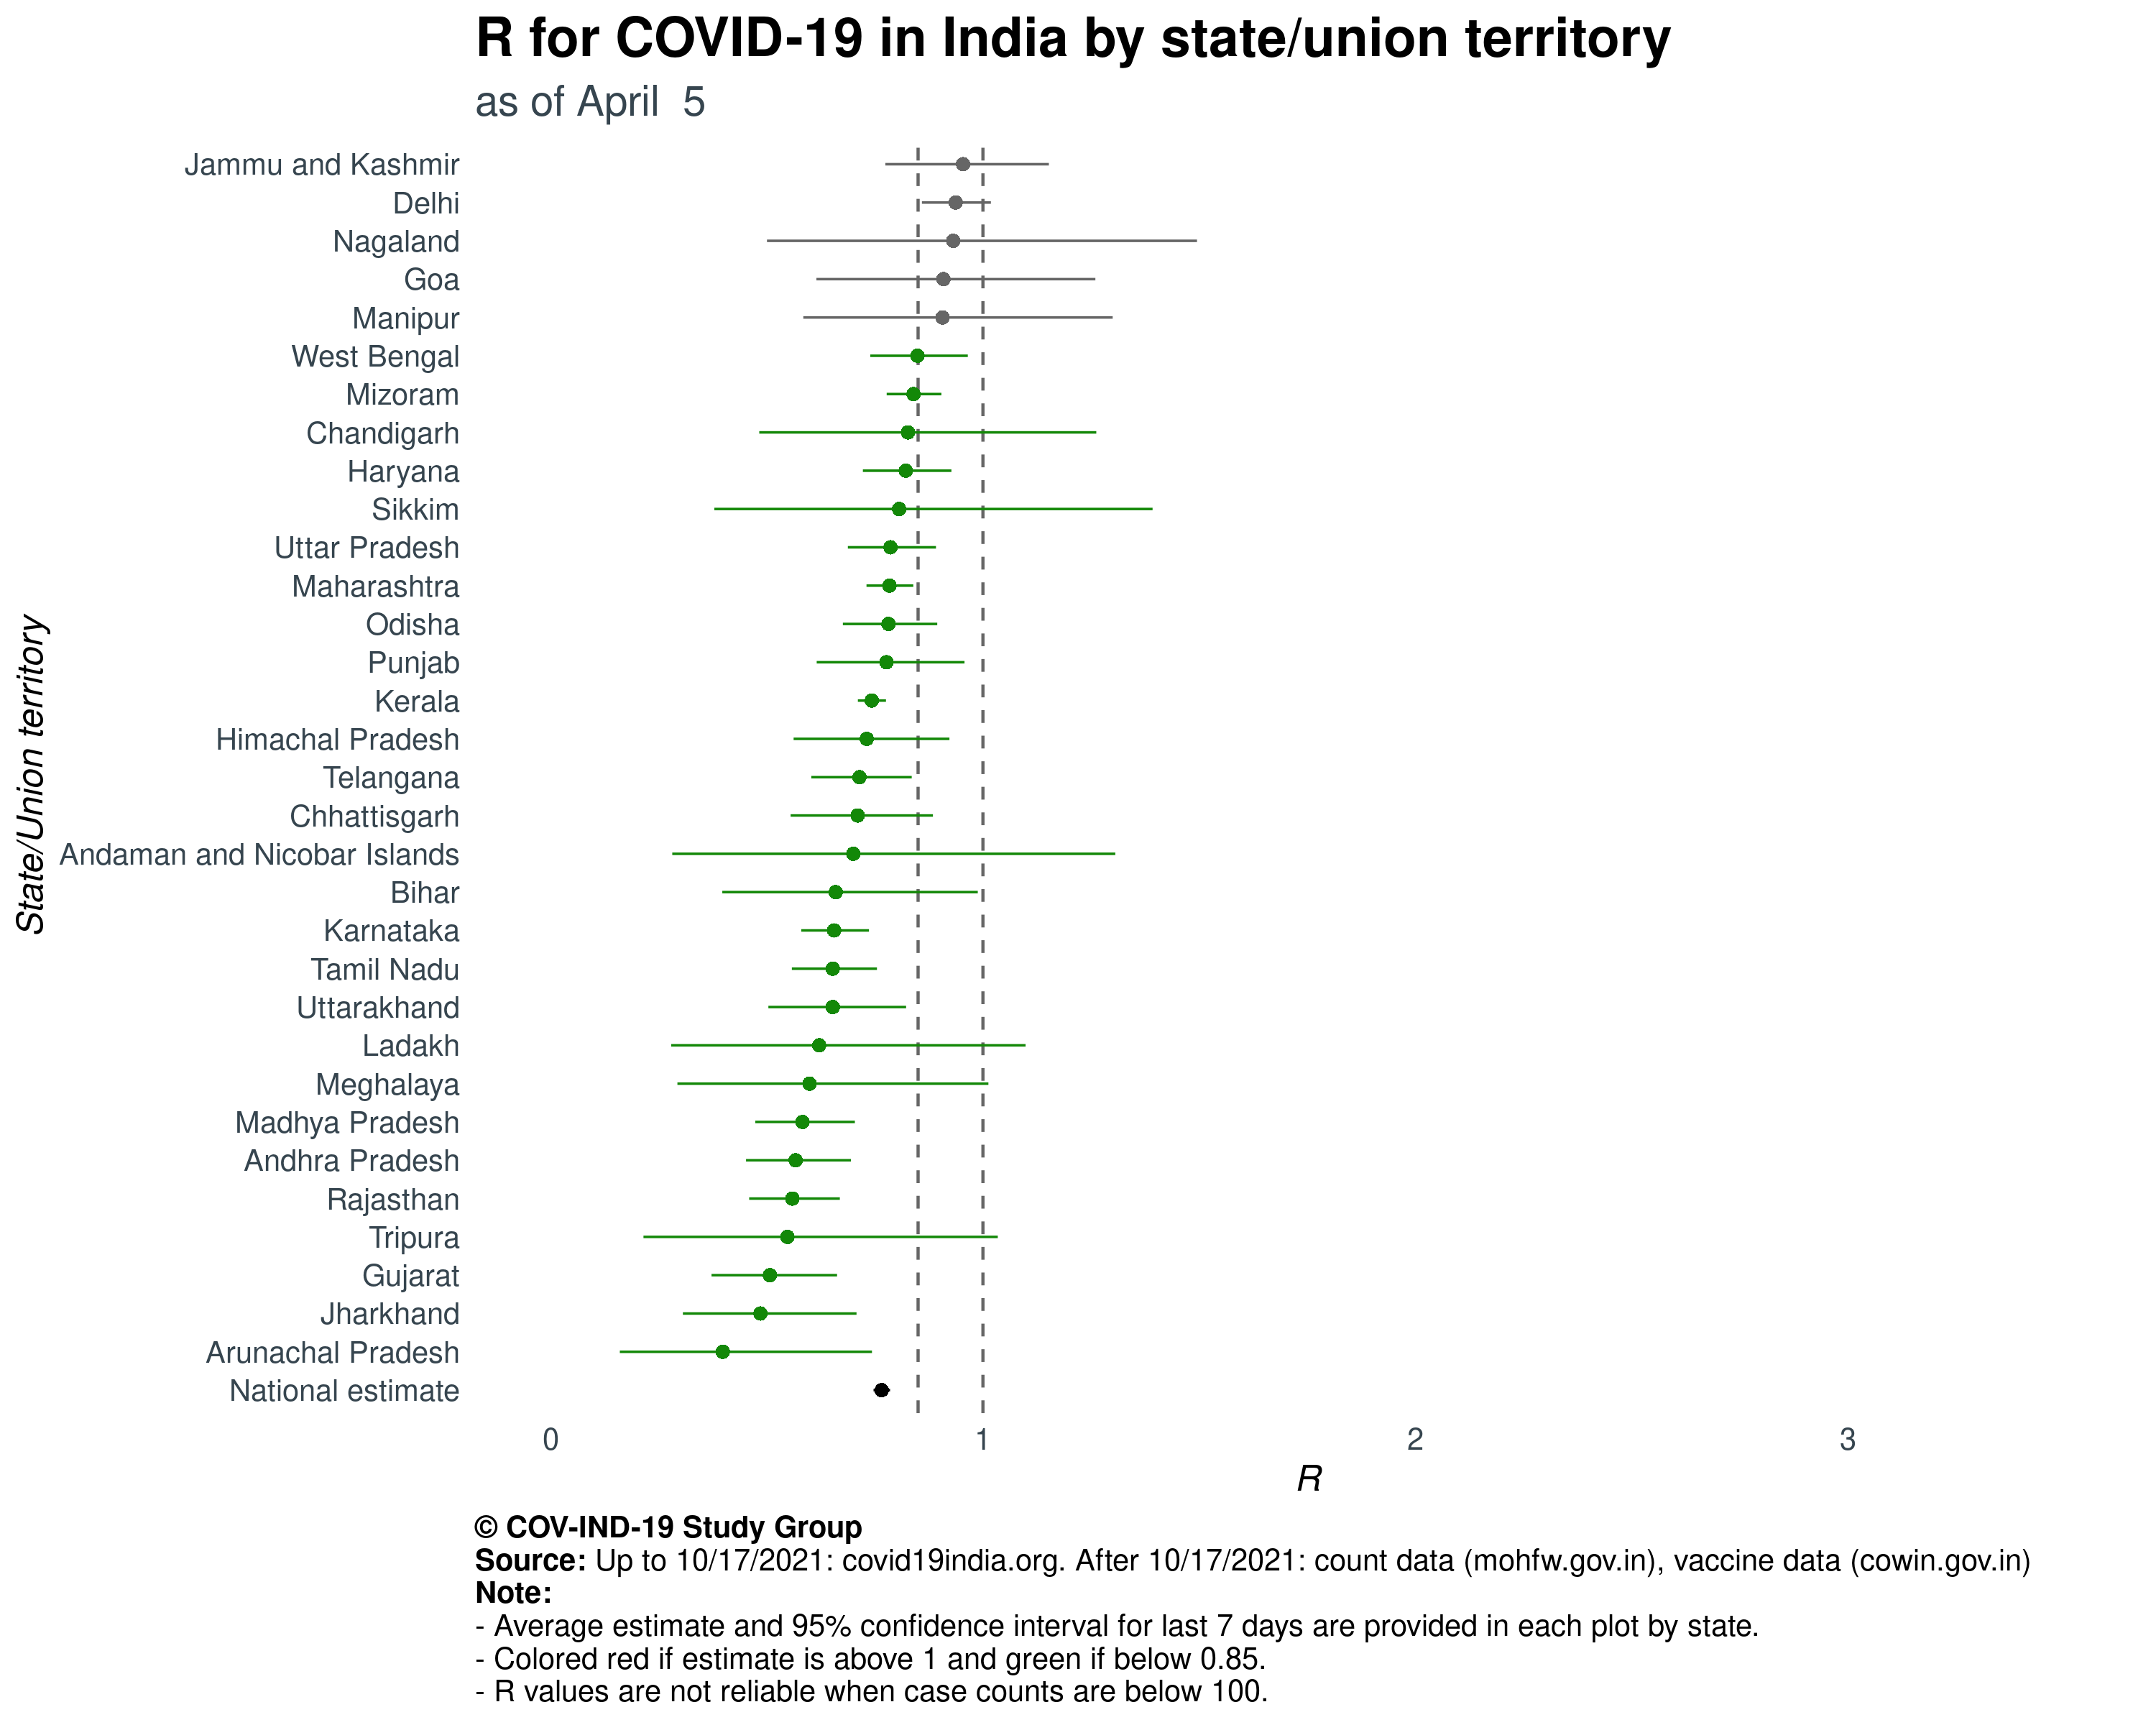 R for COVID-19 in India by state/union territory
as of April  5
State/Union territory
Jammu and Kashmir
Delhi
Nagaland
Goa
Manipur
West Bengal
Mizoram
Chandigarh
Haryana
Sikkim
Uttar Pradesh
Maharashtra
Odisha
Punjab
Kerala
Himachal Pradesh
Telangana
Chhattisgarh
Andaman and Nicobar Islands
Bihar
Karnataka
Tamil Nadu
Uttarakhand
Ladakh
Meghalaya
Madhya Pradesh
Andhra Pradesh
Rajasthan
Tripura
Gujarat
Jharkhand
Arunachal Pradesh
National estimate
0 1 2 3
R
© COV-IND-19 Study Group
Source: Up to 10/17/2021: covid19india.org. After 10/17/2021: count data (mohfw.gov.in), vaccine data (cowin.gov.in)
Note:
- Average estimate and 95% confidence interval for last 7 days are provided in each plot by state.
- Colored red if estimate is above 1 and green if below 0.85.
- R values are not reliable when case counts are below 100.